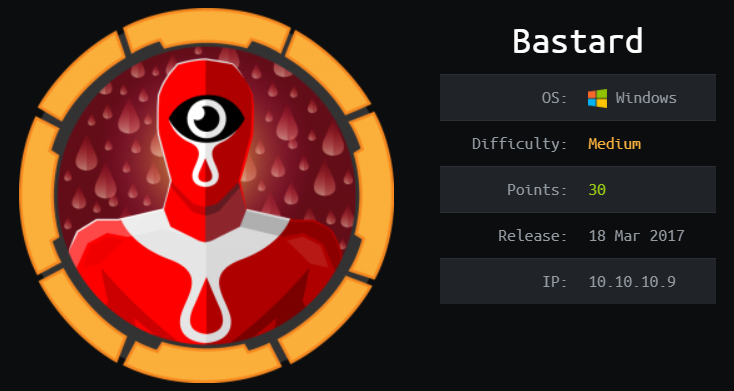 Bastard
OS: Windows
Difficulty: Medium
Points: 30
Release: 18 Mar 2017
IP: 10.10.10.9